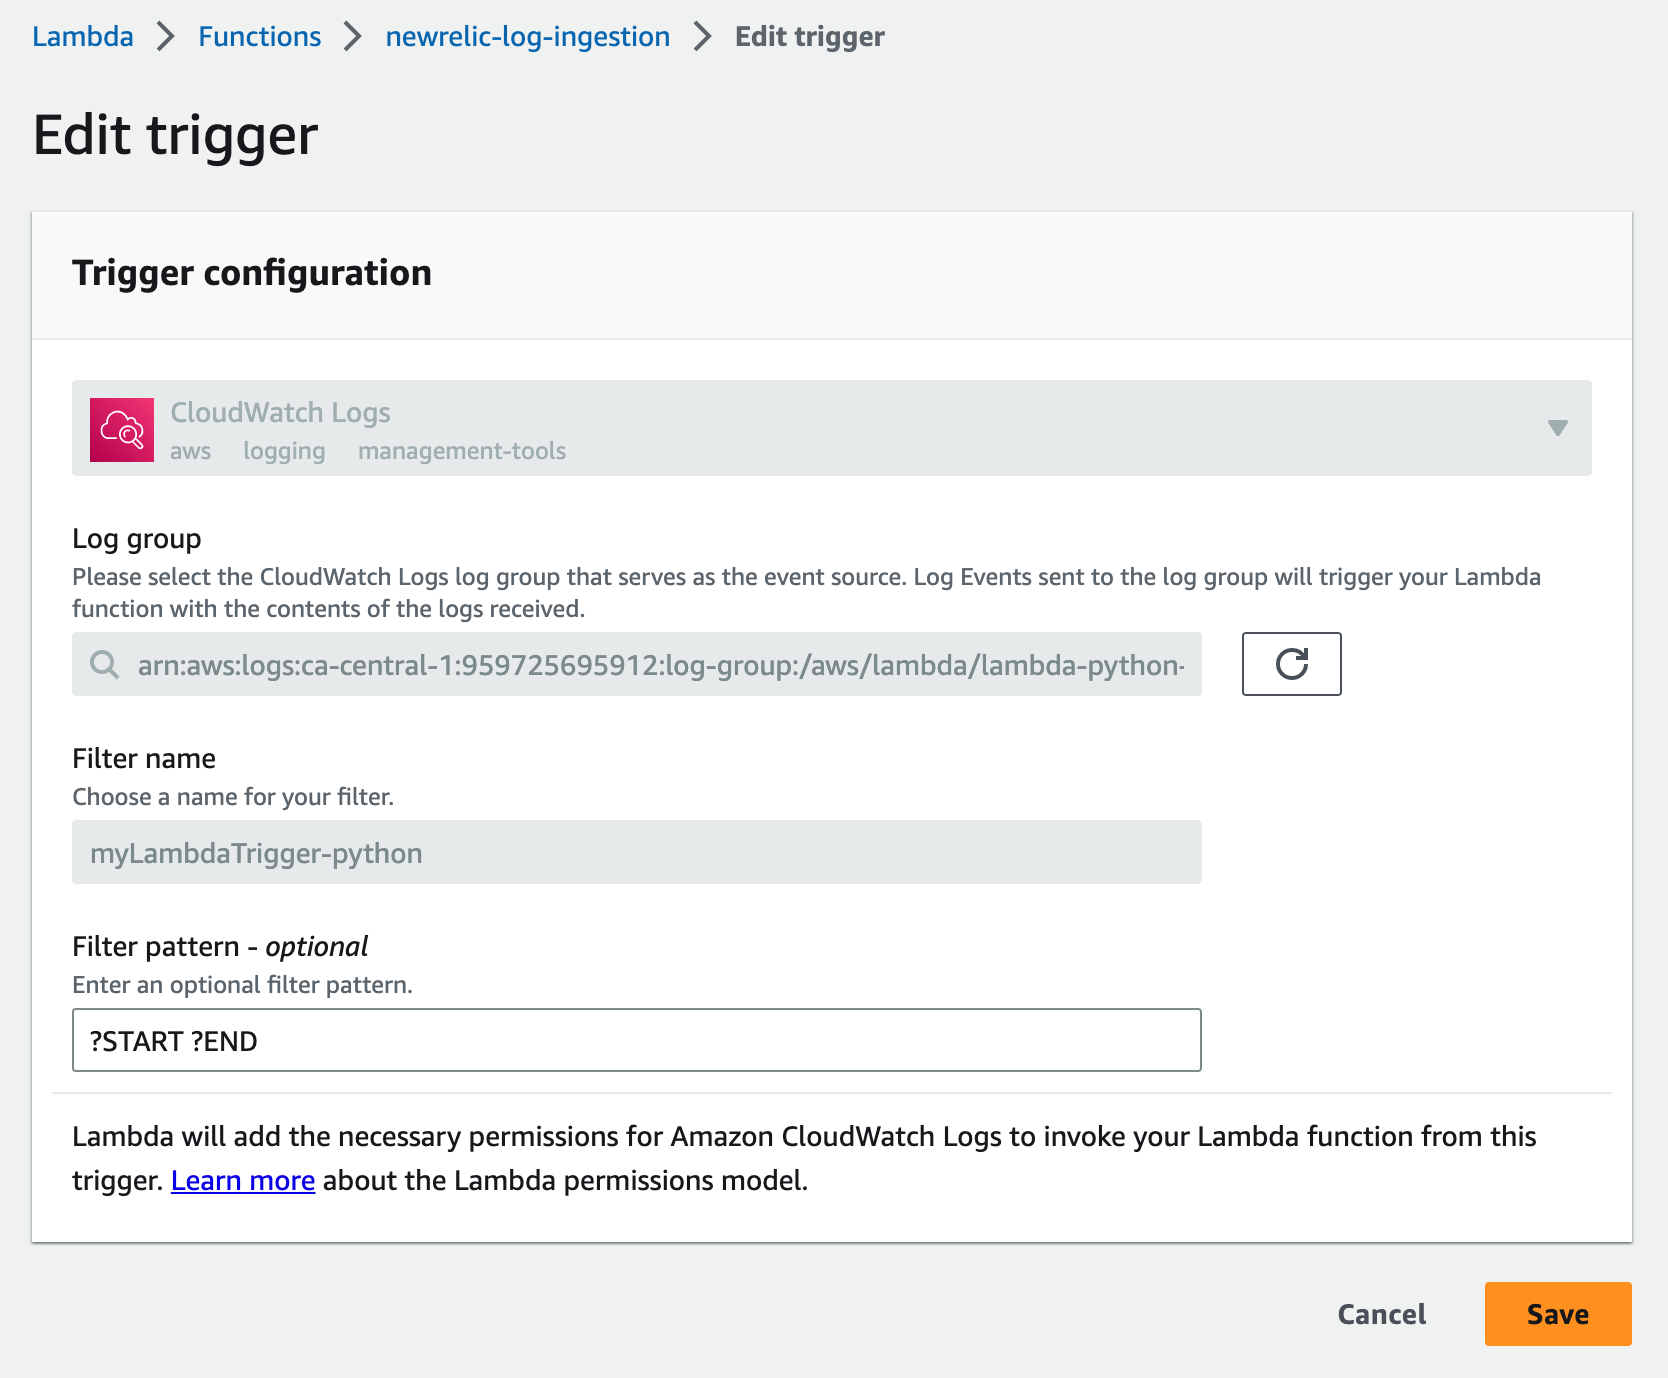 Lambda > Functions > newrelic-log-ingestion > Edit trigger
Edit trigger
Trigger configuration
CloudWatch Logs
aws logging management-tools
Log group
Please select the CloudWatch Logs log group that serves as the event source. Log Events sent to the log group will trigger your Lambda
function with the contents of the logs received.
arn:aws:logs:ca-central-1:959725695912:log-group:/aws/lambda/lambda-python-
Filter name
Choose a name for your filter.
myLambdaTrigger-python
Filter pattern - optional
Enter an optional filter pattern.
?START ?END
Lambda will add the necessary permissions for Amazon CloudWatch Logs to invoke your Lambda function from this
trigger. Learn more about the Lambda permissions model.
Cancel Save